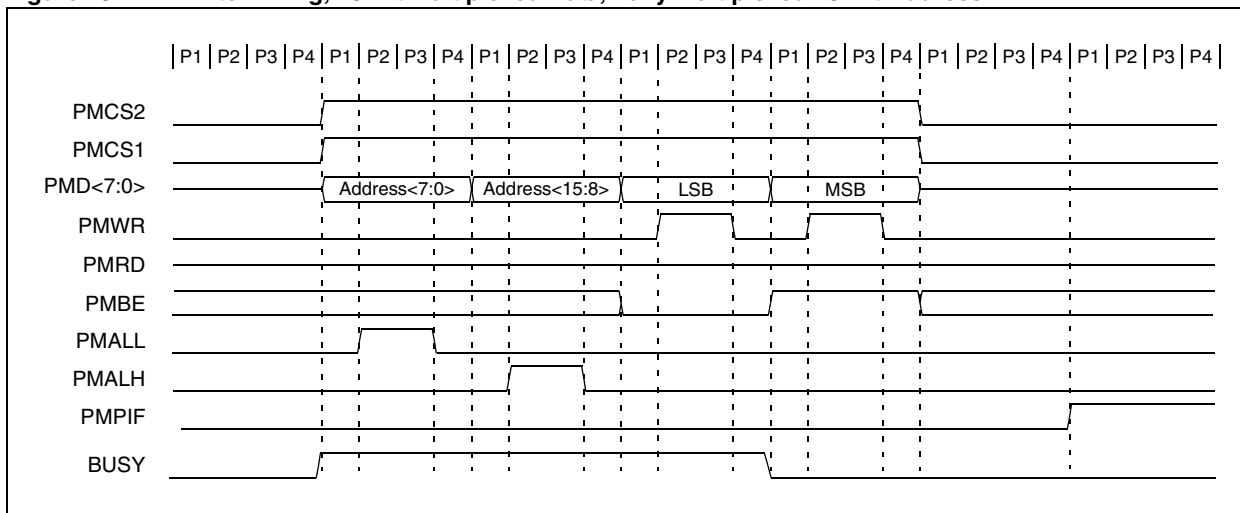 | P1 | P2 | P3 | P4 | P1 | P2 | P3 | P4 | P1 | P2 | P3 | P4 | P1 | P2 | P3 | P4 | P1 | P2 | P3 | P4 | P1 | P2 | P3 | P4 | P1 | P2 | P3 | P4 |
PMCS2
PMCS1
PMD<7:0> Address<7:0> Address<15:8> LSB MSB
PMWR
PMRD
PMBE
PMALL
PMALH
PMPIF
BUSY